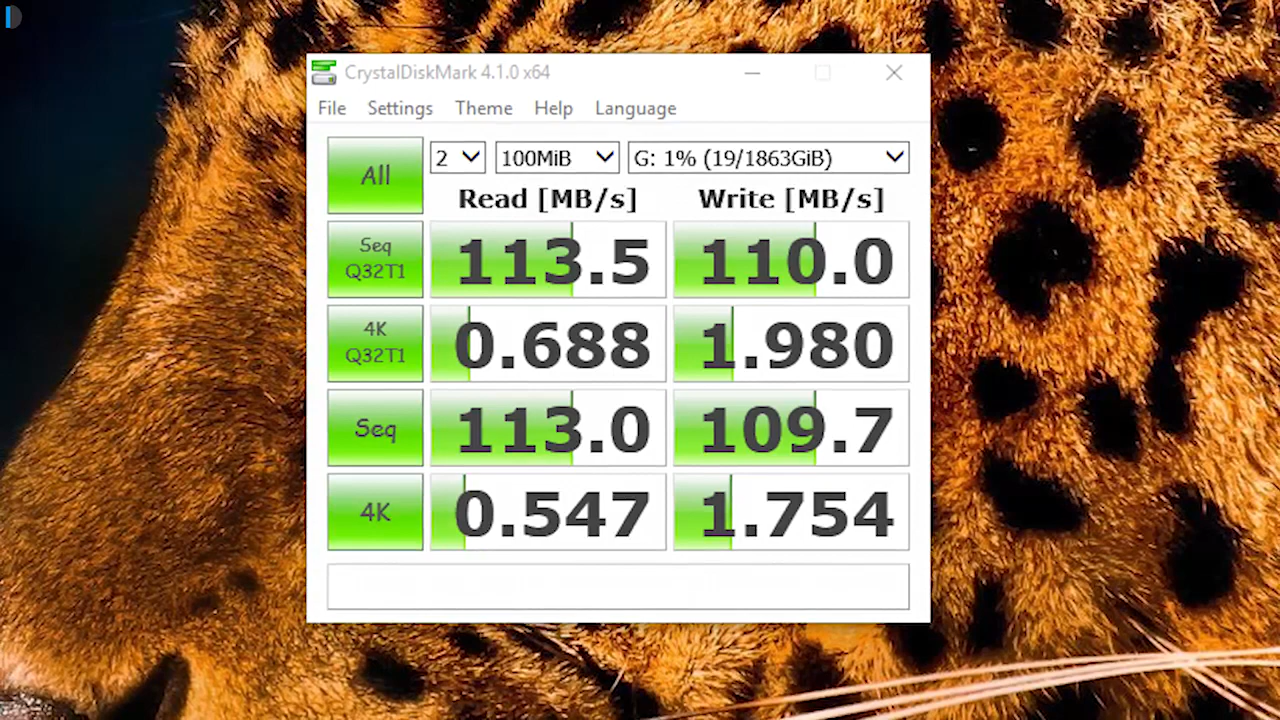 CrystalDiskMark 4.1.0 x64
File Settings Theme Help Language
All 2 100MiB G: 1% (19/1863GiB)
Read [MB/s] Write [MB/s]
Seq
Q32T1 113.5 110.0
4K
Q32T1 0.688 1.980
Seq 113.0 109.7
4K 0.547 1.754